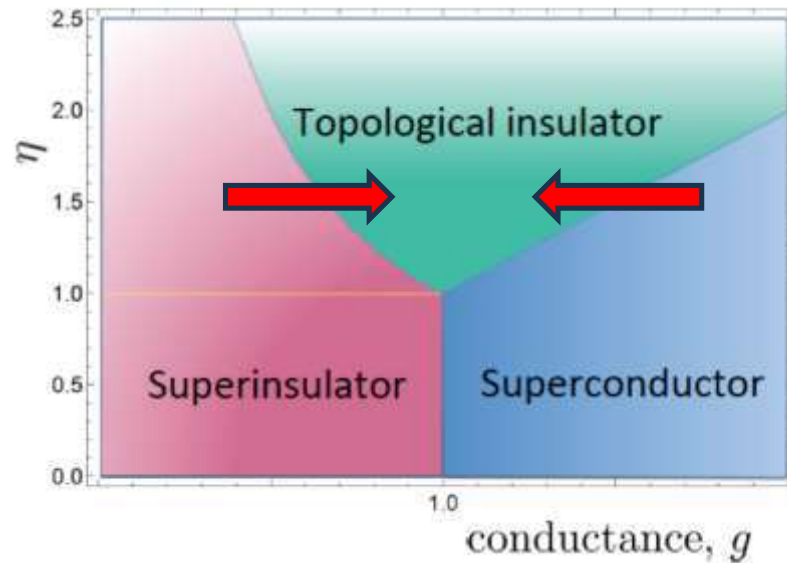 2.5
2.0
Topological insulator
η
1.5
1.0
Superinsulator
Superconductor
0.5
0.0
1.0
conductance, g